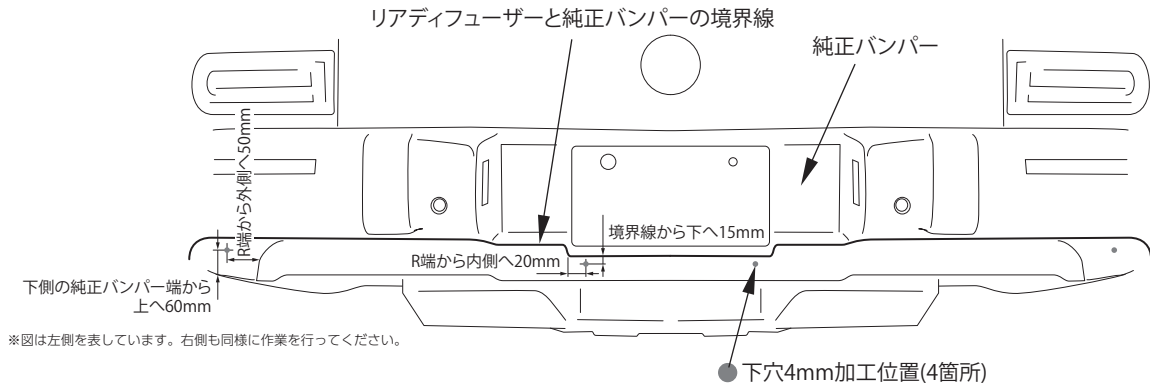 リアディフューザーと純正バンパーの境界線
純正バンパー
R端から外側へ50mm
境界線から下へ15mm
R端から内側へ20mm
下側の純正バンパー端から
上へ60mm
※図は左側を表しています。右側も同様に作業を行ってください。
下穴4mm加工位置(4箇所)